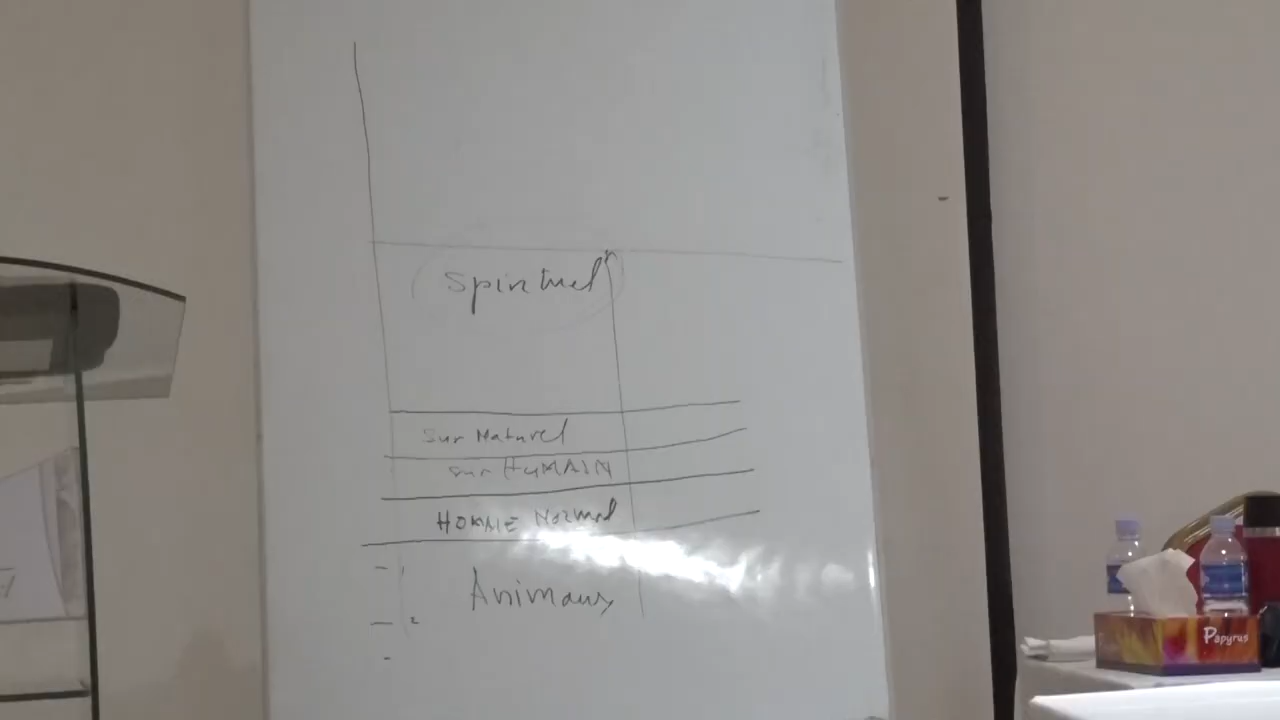 Spirituel
Sur Naturel
Sur HUMAIN
HOMME Normal
Animaux
Papyrus